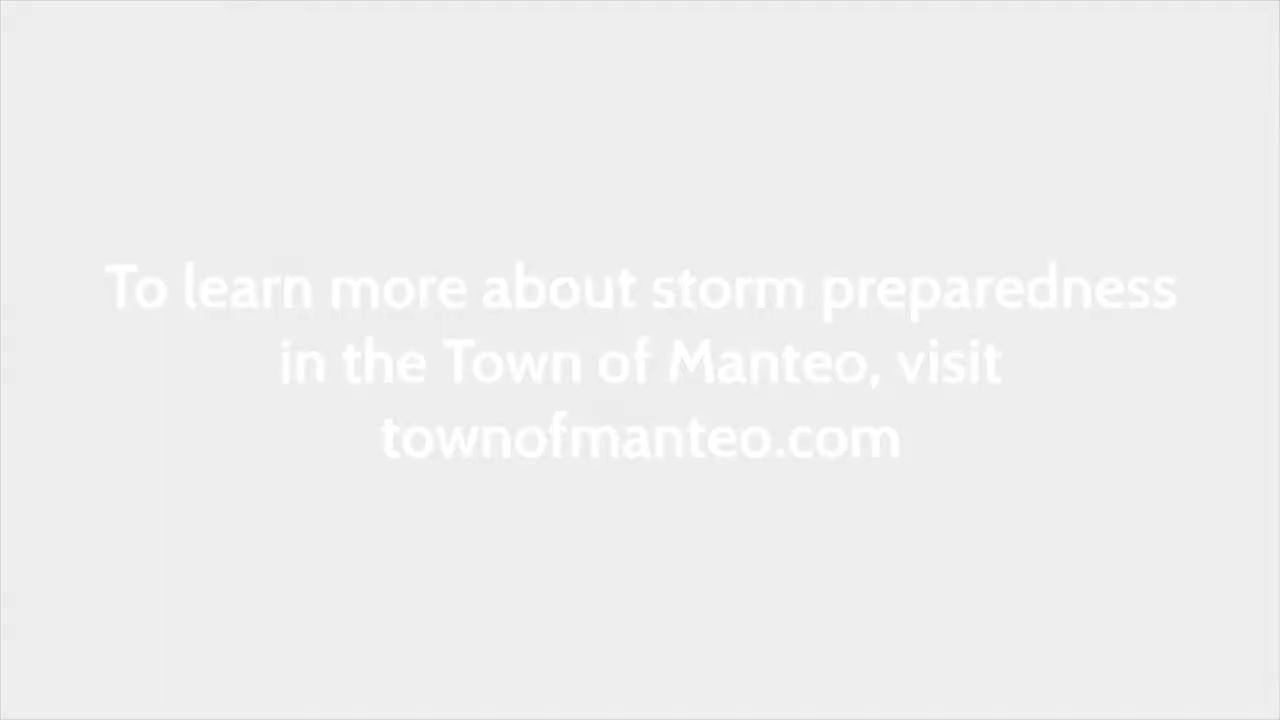 To learn more about storm preparedness
in the Town of Manteo, visit
townofmanteo.com